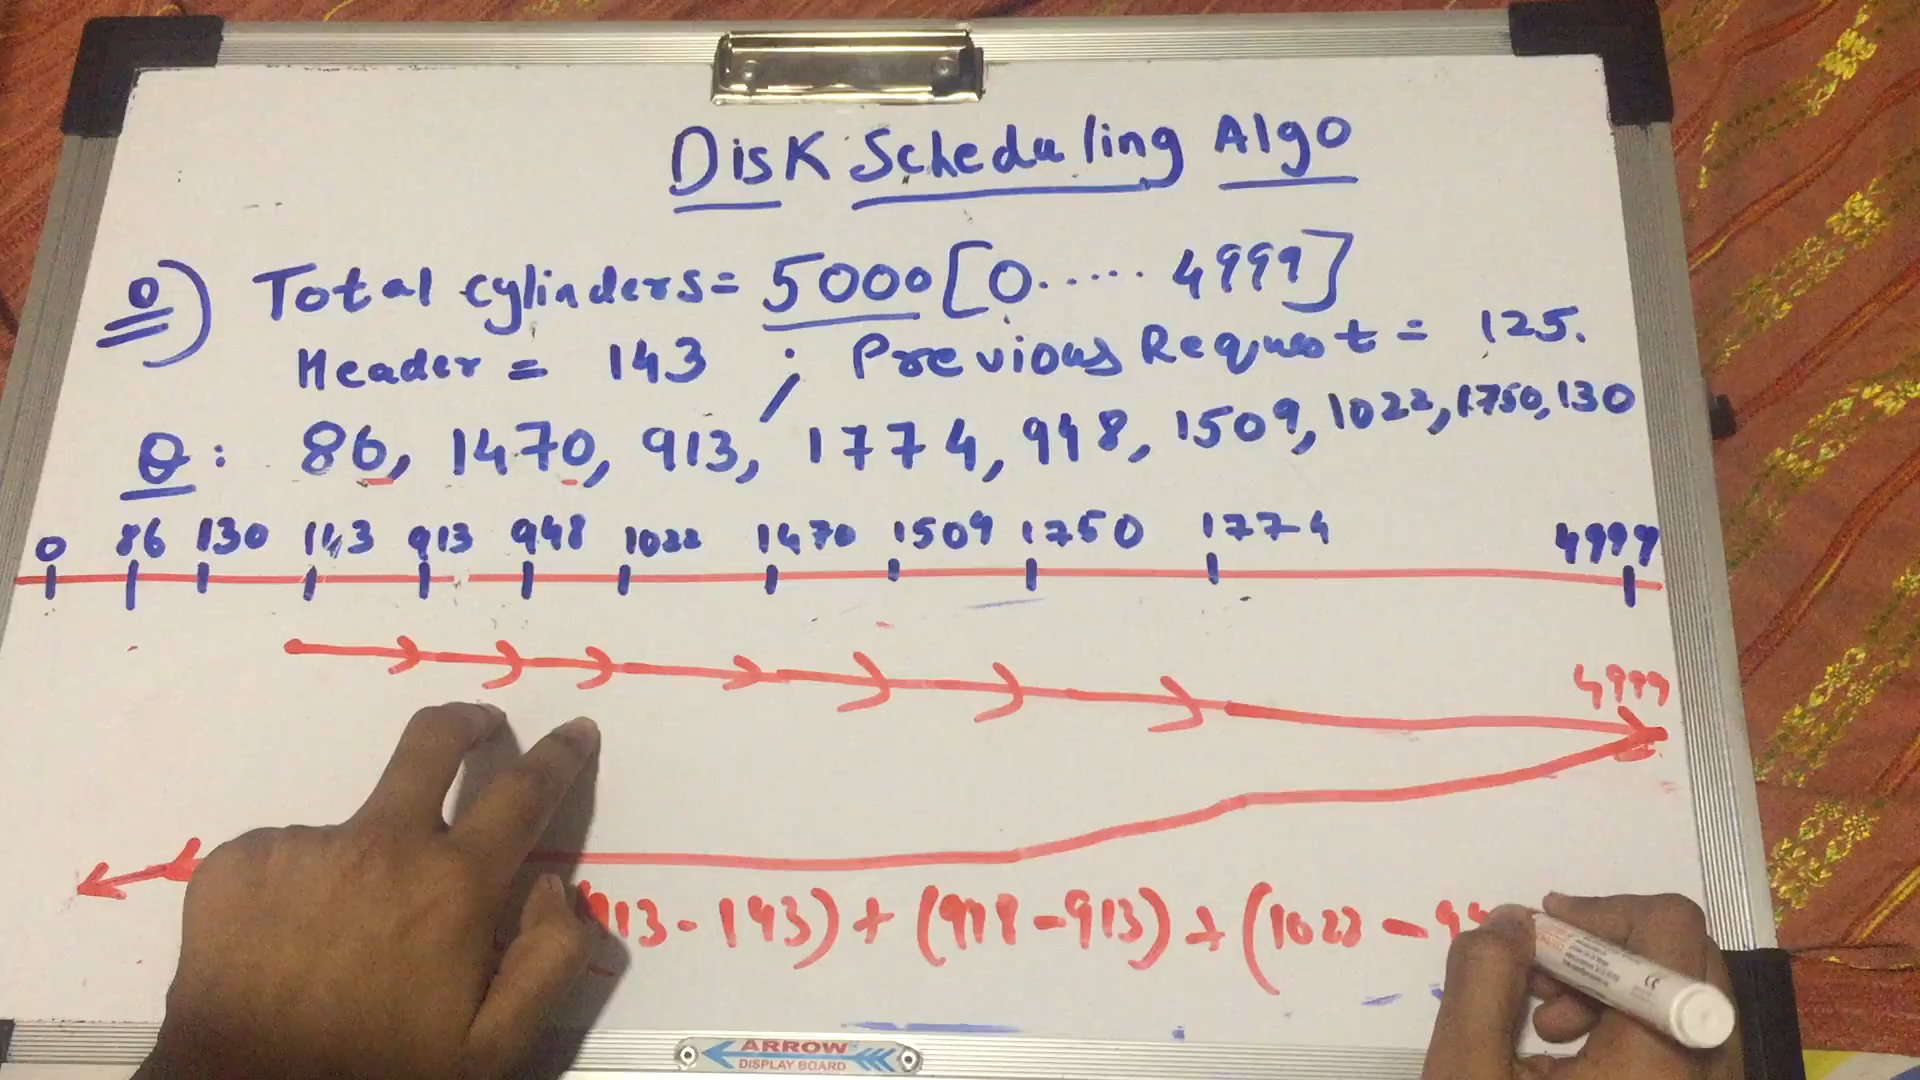 Disk Scheduling Algo
Q) Total cylinders = 5000 [0..... 4999]
Header = 143 ; Previous Request = 125.
Q: 86, 1470, 913, 1774, 948, 1509, 1022, 1750, 130
0 86 130 143 913 948 1022 1470 1509 1750 1774 4999
4999
913 - 143) + (948 - 913) + (1022 - 94
ARROW
DISPLAY BOARD